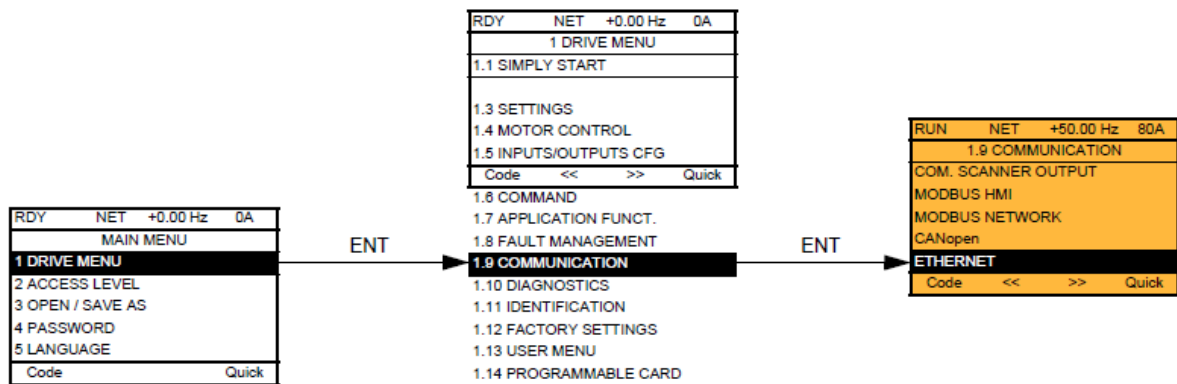 RDY NET +0.00 Hz 0A
MAIN MENU
1 DRIVE MENU
2 ACCESS LEVEL
3 OPEN / SAVE AS
4 PASSWORD
5 LANGUAGE
Code Quick
ENT
RDY NET +0.00 Hz 0A
1 DRIVE MENU
1.1 SIMPLY START
1.3 SETTINGS
1.4 MOTOR CONTROL
1.5 INPUTS/OUTPUTS CFG
Code << >> Quick
1.6 COMMAND
1.7 APPLICATION FUNCT.
1.8 FAULT MANAGEMENT
1.9 COMMUNICATION
1.10 DIAGNOSTICS
1.11 IDENTIFICATION
1.12 FACTORY SETTINGS
1.13 USER MENU
1.14 PROGRAMMABLE CARD
ENT
RUN NET +50.00 Hz 80A
1.9 COMMUNICATION
COM. SCANNER OUTPUT
MODBUS HMI
MODBUS NETWORK
CANopen
ETHERNET
Code << >> Quick